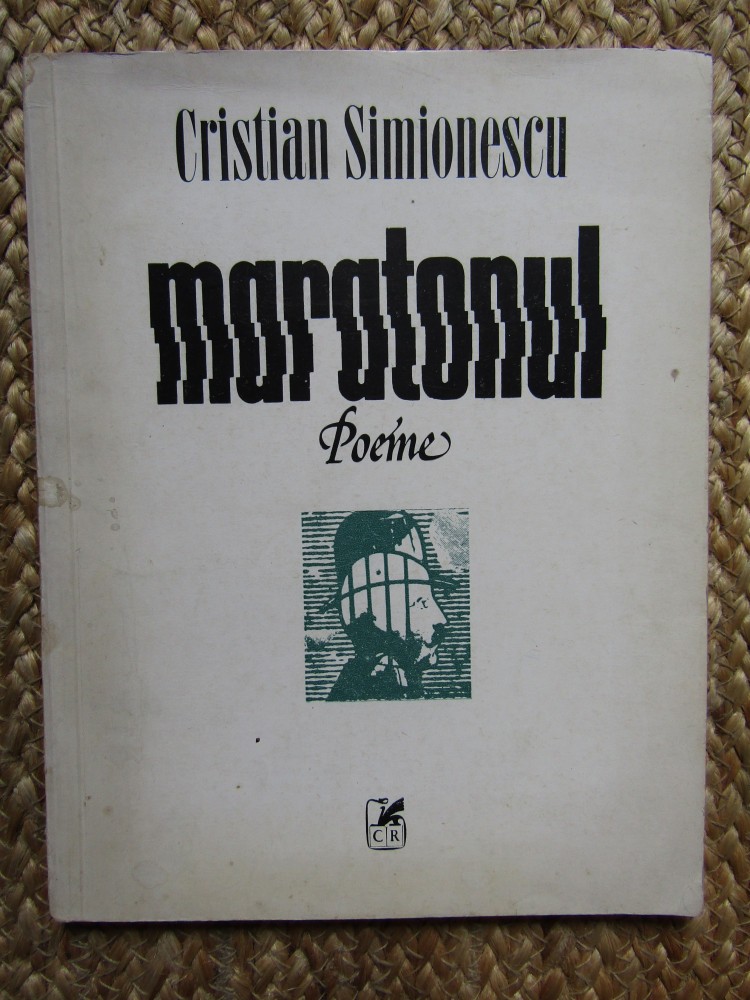 Cristian Simionescu
maratonul
Poeme
CR